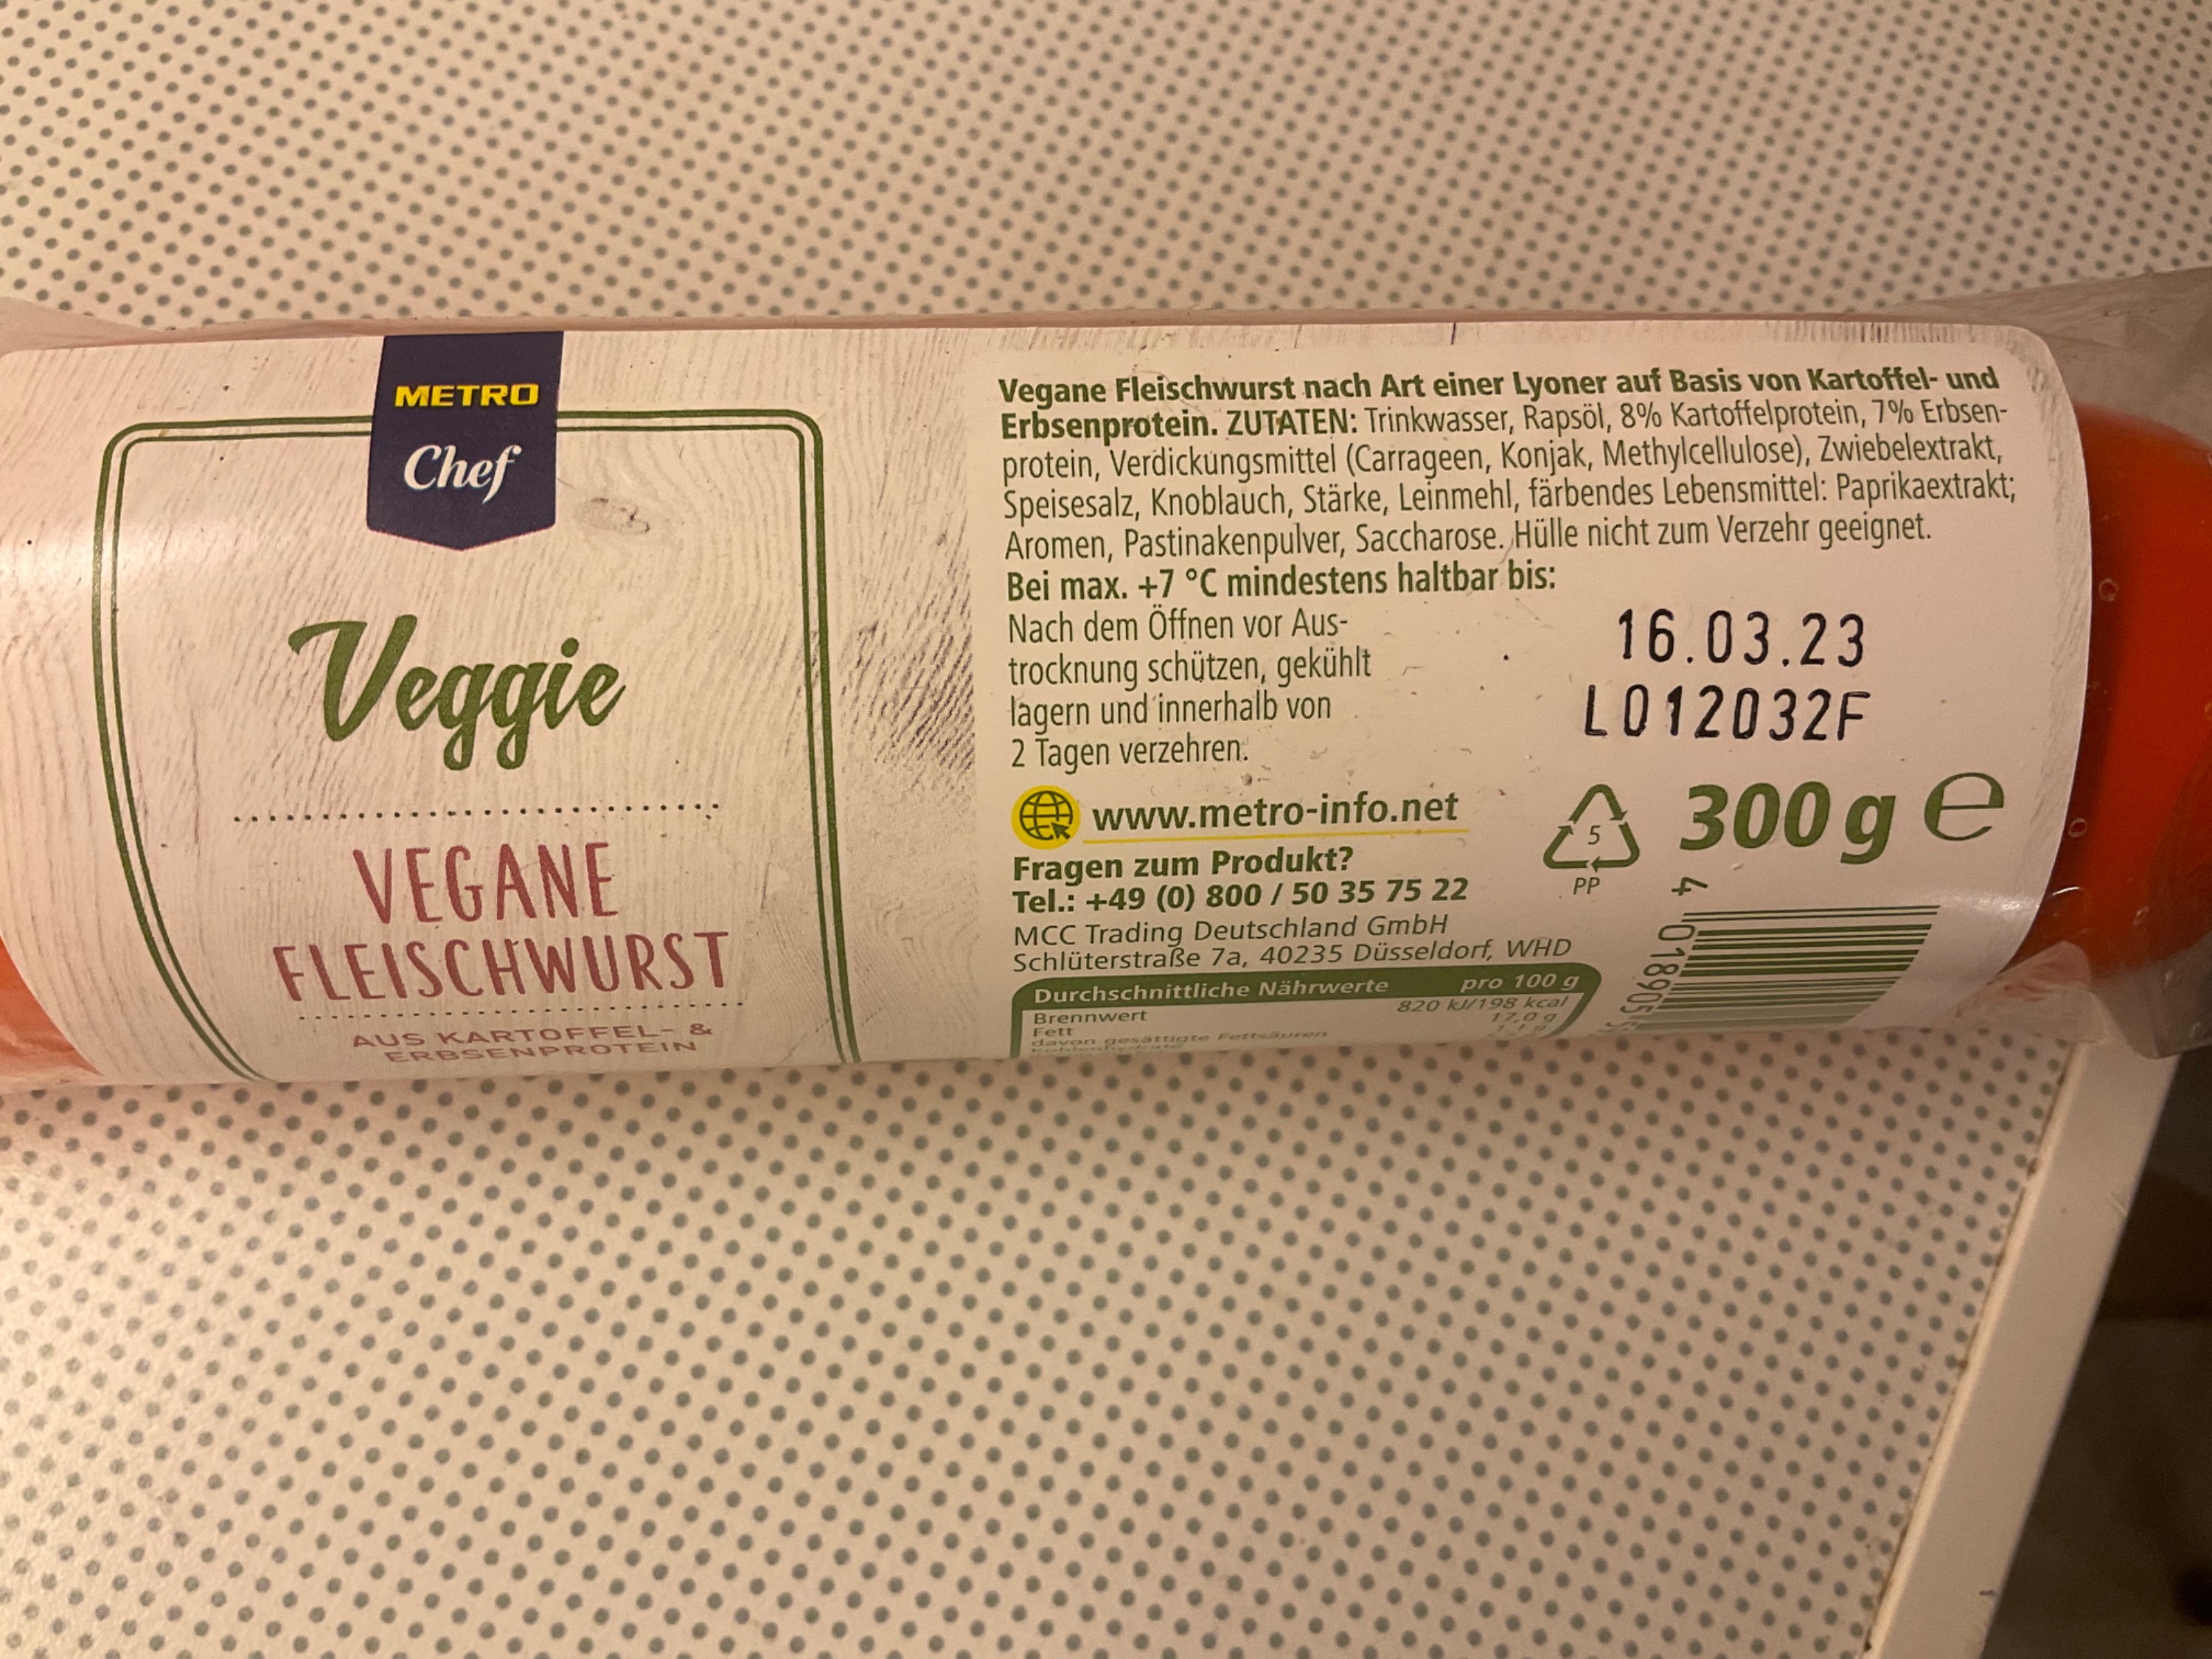 METRO
Chef
Veggie
VEGANE
FLEISCHWURST
AUS KARTOFFEL- &
ERBSENPROTEIN
Vegane Fleischwurst nach Art einer Lyoner auf Basis von Kartoffel- und
Erbsenprotein. ZUTATEN: Trinkwasser, Rapsöl, 8% Kartoffelprotein, 7% Erbsen-
protein, Verdickungsmittel (Carrageen, Konjak, Methylcellulose), Zwiebelextrakt,
Speisesalz, Knoblauch, Stärke, Leinmehl, färbendes Lebensmittel: Paprikaextrakt;
Aromen, Pastinakenpulver, Saccharose. Hülle nicht zum Verzehr geeignet.
Bei max. +7 °C mindestens haltbar bis:
Nach dem Öffnen vor Aus-
trocknung schützen, gekühlt
lagern und innerhalb von
2 Tagen verzehren.
16.03.23
L012032F
www.metro-info.net
5
PP
300 g e
Fragen zum Produkt?
Tel.: +49 (0) 800 / 50 35 75 22
MCC Trading Deutschland GmbH
Schlüterstraße 7a, 40235 Düsseldorf, WHD
4 018905
Durchschnittliche Nährwerte pro 100 g
Brennwert 820 kJ/198 kcal
Fett 17,0 g
davon gesättigte Fettsäuren